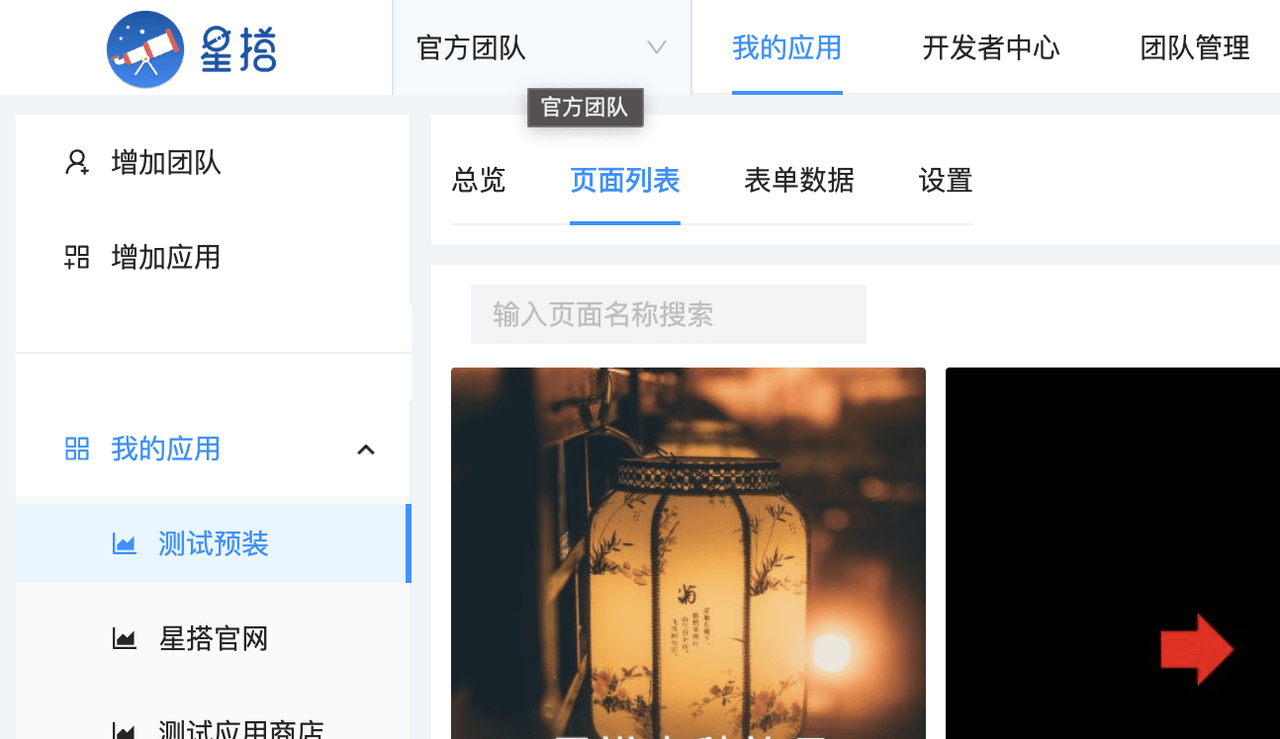 星搭
官方团队
我的应用
开发者中心
团队管理
官方团队
增加团队
增加应用
我的应用
测试预装
星搭官网
测试应用商店
总览
页面列表
表单数据
设置
输入页面名称搜索